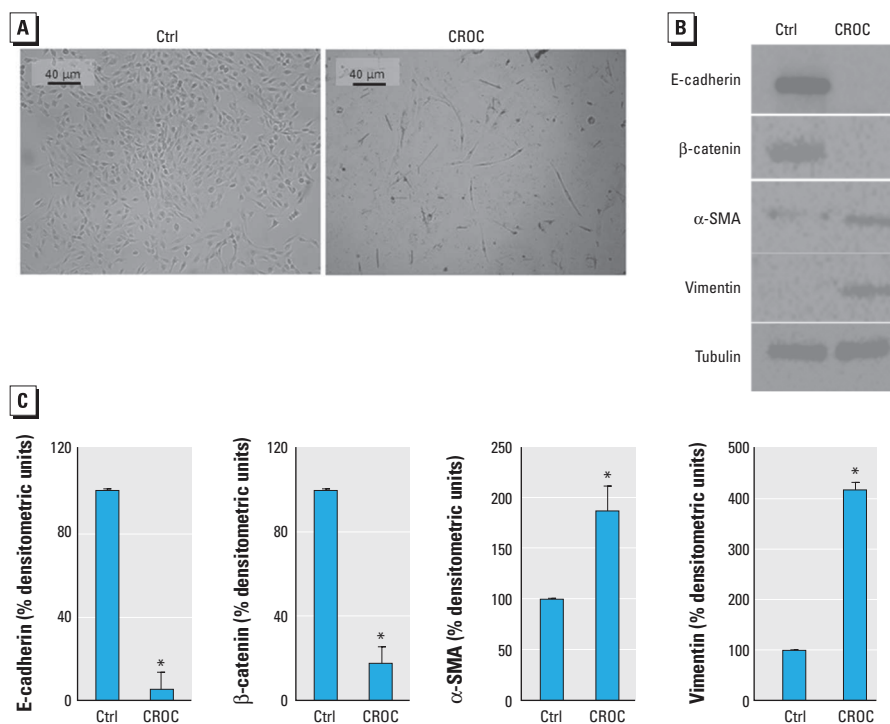 A
Ctrl
CROC
40 µm
40 µm
B
Ctrl
CROC
E-cadherin
β-catenin
α-SMA
Vimentin
Tubulin
C
E-cadherin (% densitometric units)
120
80
40
0
*
Ctrl
CROC
β-catenin (% densitometric units)
120
80
40
0
*
Ctrl
CROC
α-SMA (% densitometric units)
250
200
150
100
50
0
*
Ctrl
CROC
Vimentin (% densitometric units)
500
400
300
200
100
0
*
Ctrl
CROC